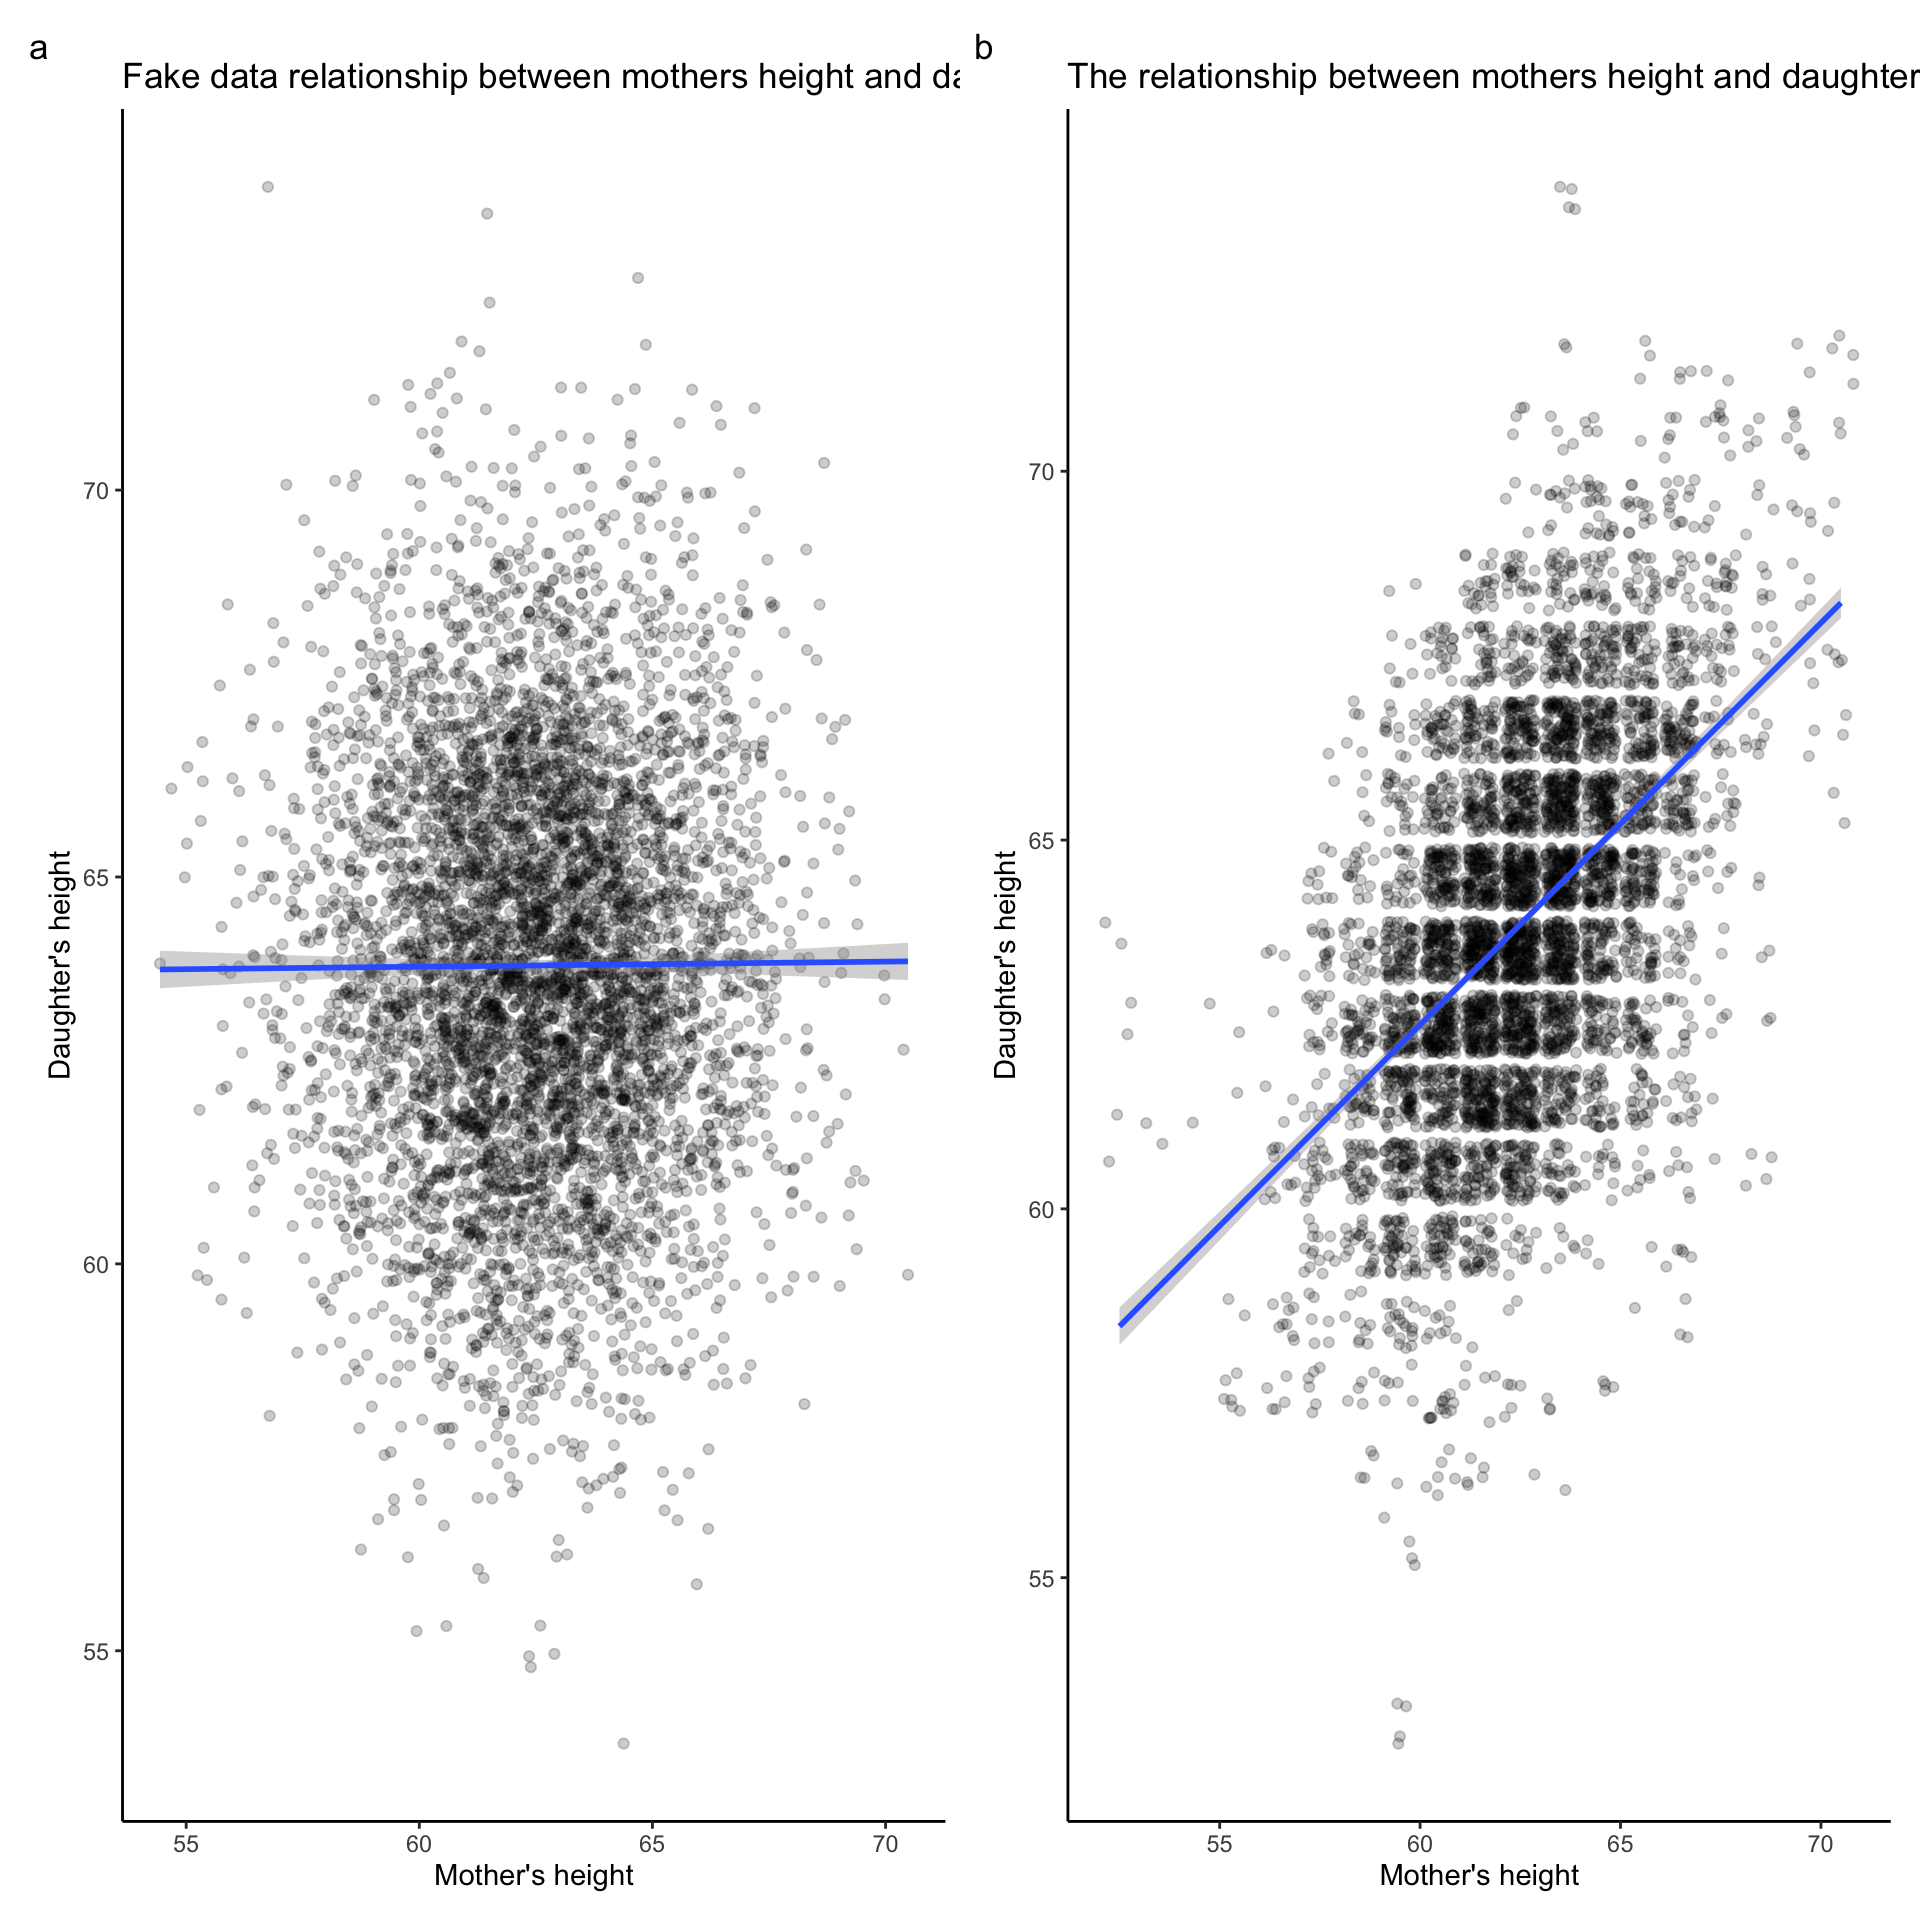 a
Fake data relationship between mothers height and da
Daughter's height
70
65
60
55
55 60 65 70
Mother's height
b
The relationship between mothers height and daughter
Daughter's height
70
65
60
55
55 60 65 70
Mother's height